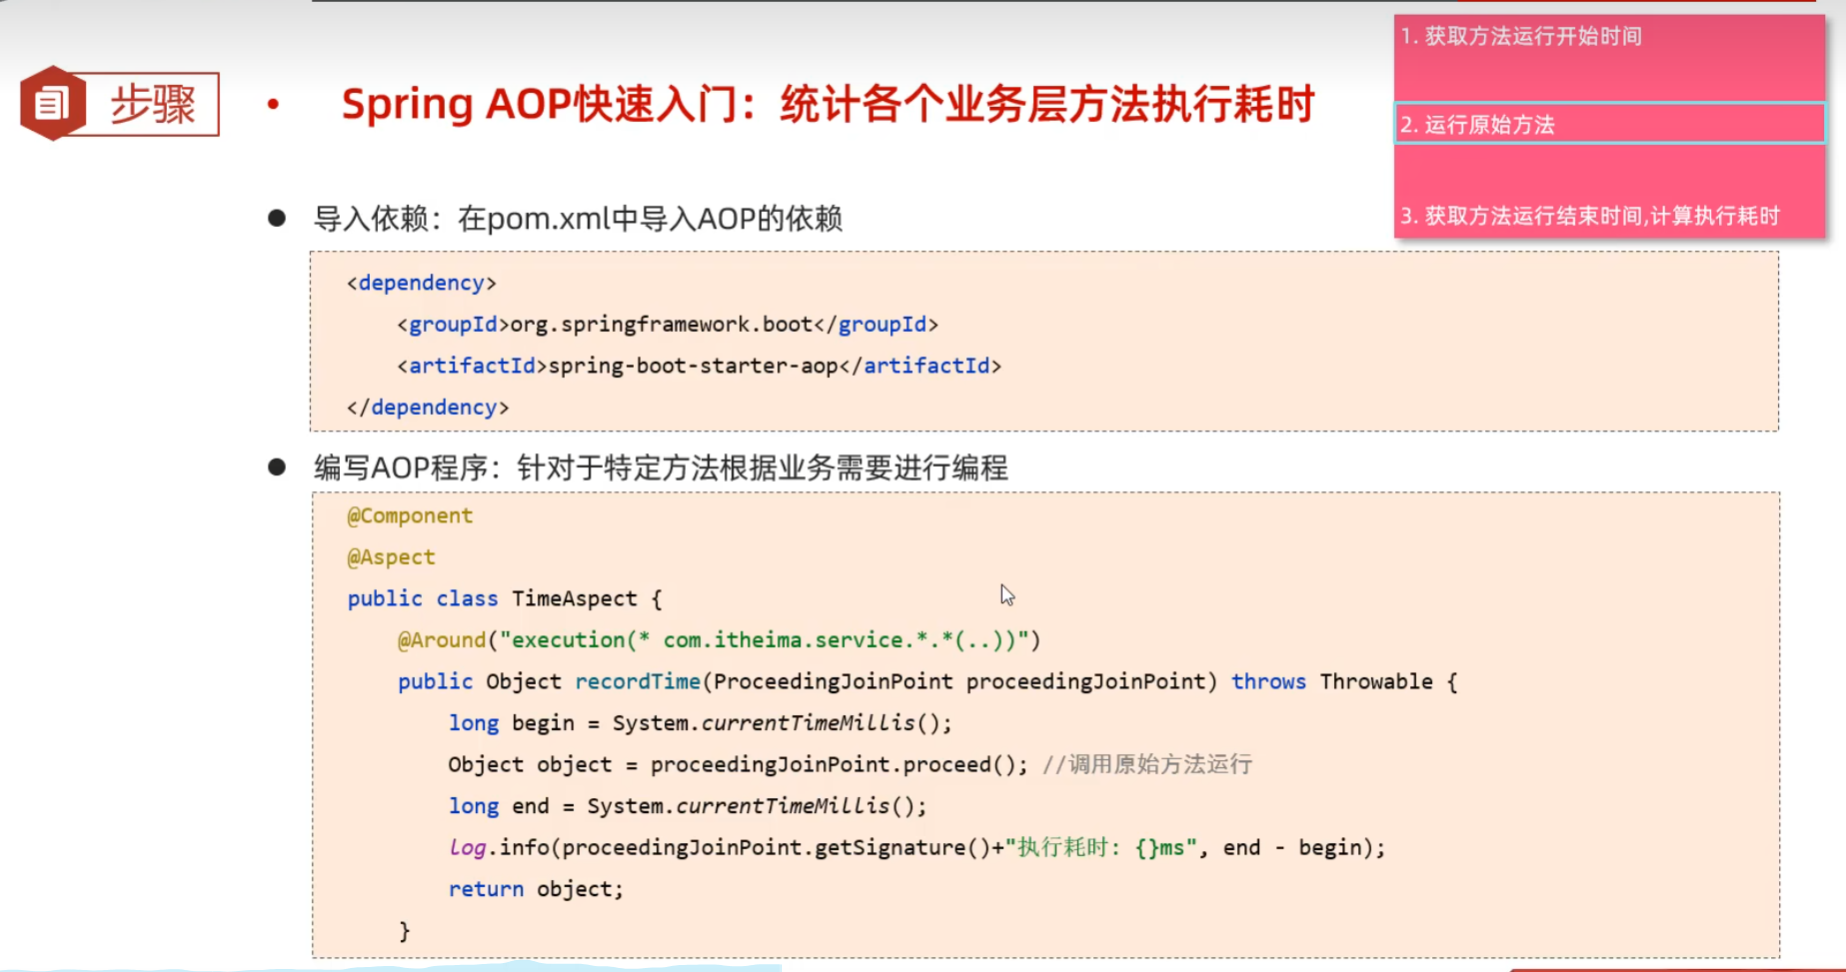 步骤
• Spring AOP快速入门：统计各个业务层方法执行耗时
1. 获取方法运行开始时间
2. 运行原始方法
3. 获取方法运行结束时间,计算执行耗时
● 导入依赖：在pom.xml中导入AOP的依赖
<dependency>
    <groupId>org.springframework.boot</groupId>
    <artifactId>spring-boot-starter-aop</artifactId>
</dependency>
● 编写AOP程序：针对于特定方法根据业务需要进行编程
@Component
@Aspect
public class TimeAspect {
    @Around("execution(* com.itheima.service.*.*(..))")
    public Object recordTime(ProceedingJoinPoint proceedingJoinPoint) throws Throwable {
        long begin = System.currentTimeMillis();
        Object object = proceedingJoinPoint.proceed(); //调用原始方法运行
        long end = System.currentTimeMillis();
        log.info(proceedingJoinPoint.getSignature()+"执行耗时: {}ms", end - begin);
        return object;
    }